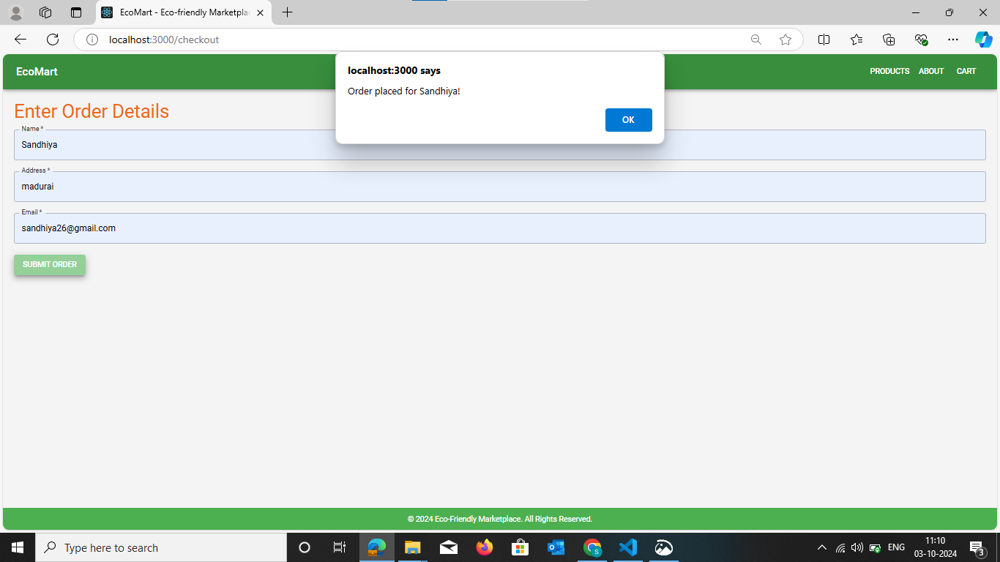 EcoMart - Eco-friendly Marketplac
localhost:3000/checkout
localhost:3000 says
Order placed for Sandhiya!
OK
EcoMart
PRODUCTS ABOUT CART
Enter Order Details
Name *
Sandhiya
Address *
madurai
Email *
sandhiya26@gmail.com
SUBMIT ORDER
© 2024 Eco-Friendly Marketplace. All Rights Reserved.
Type here to search
S
ENG
11:10
03-10-2024
3